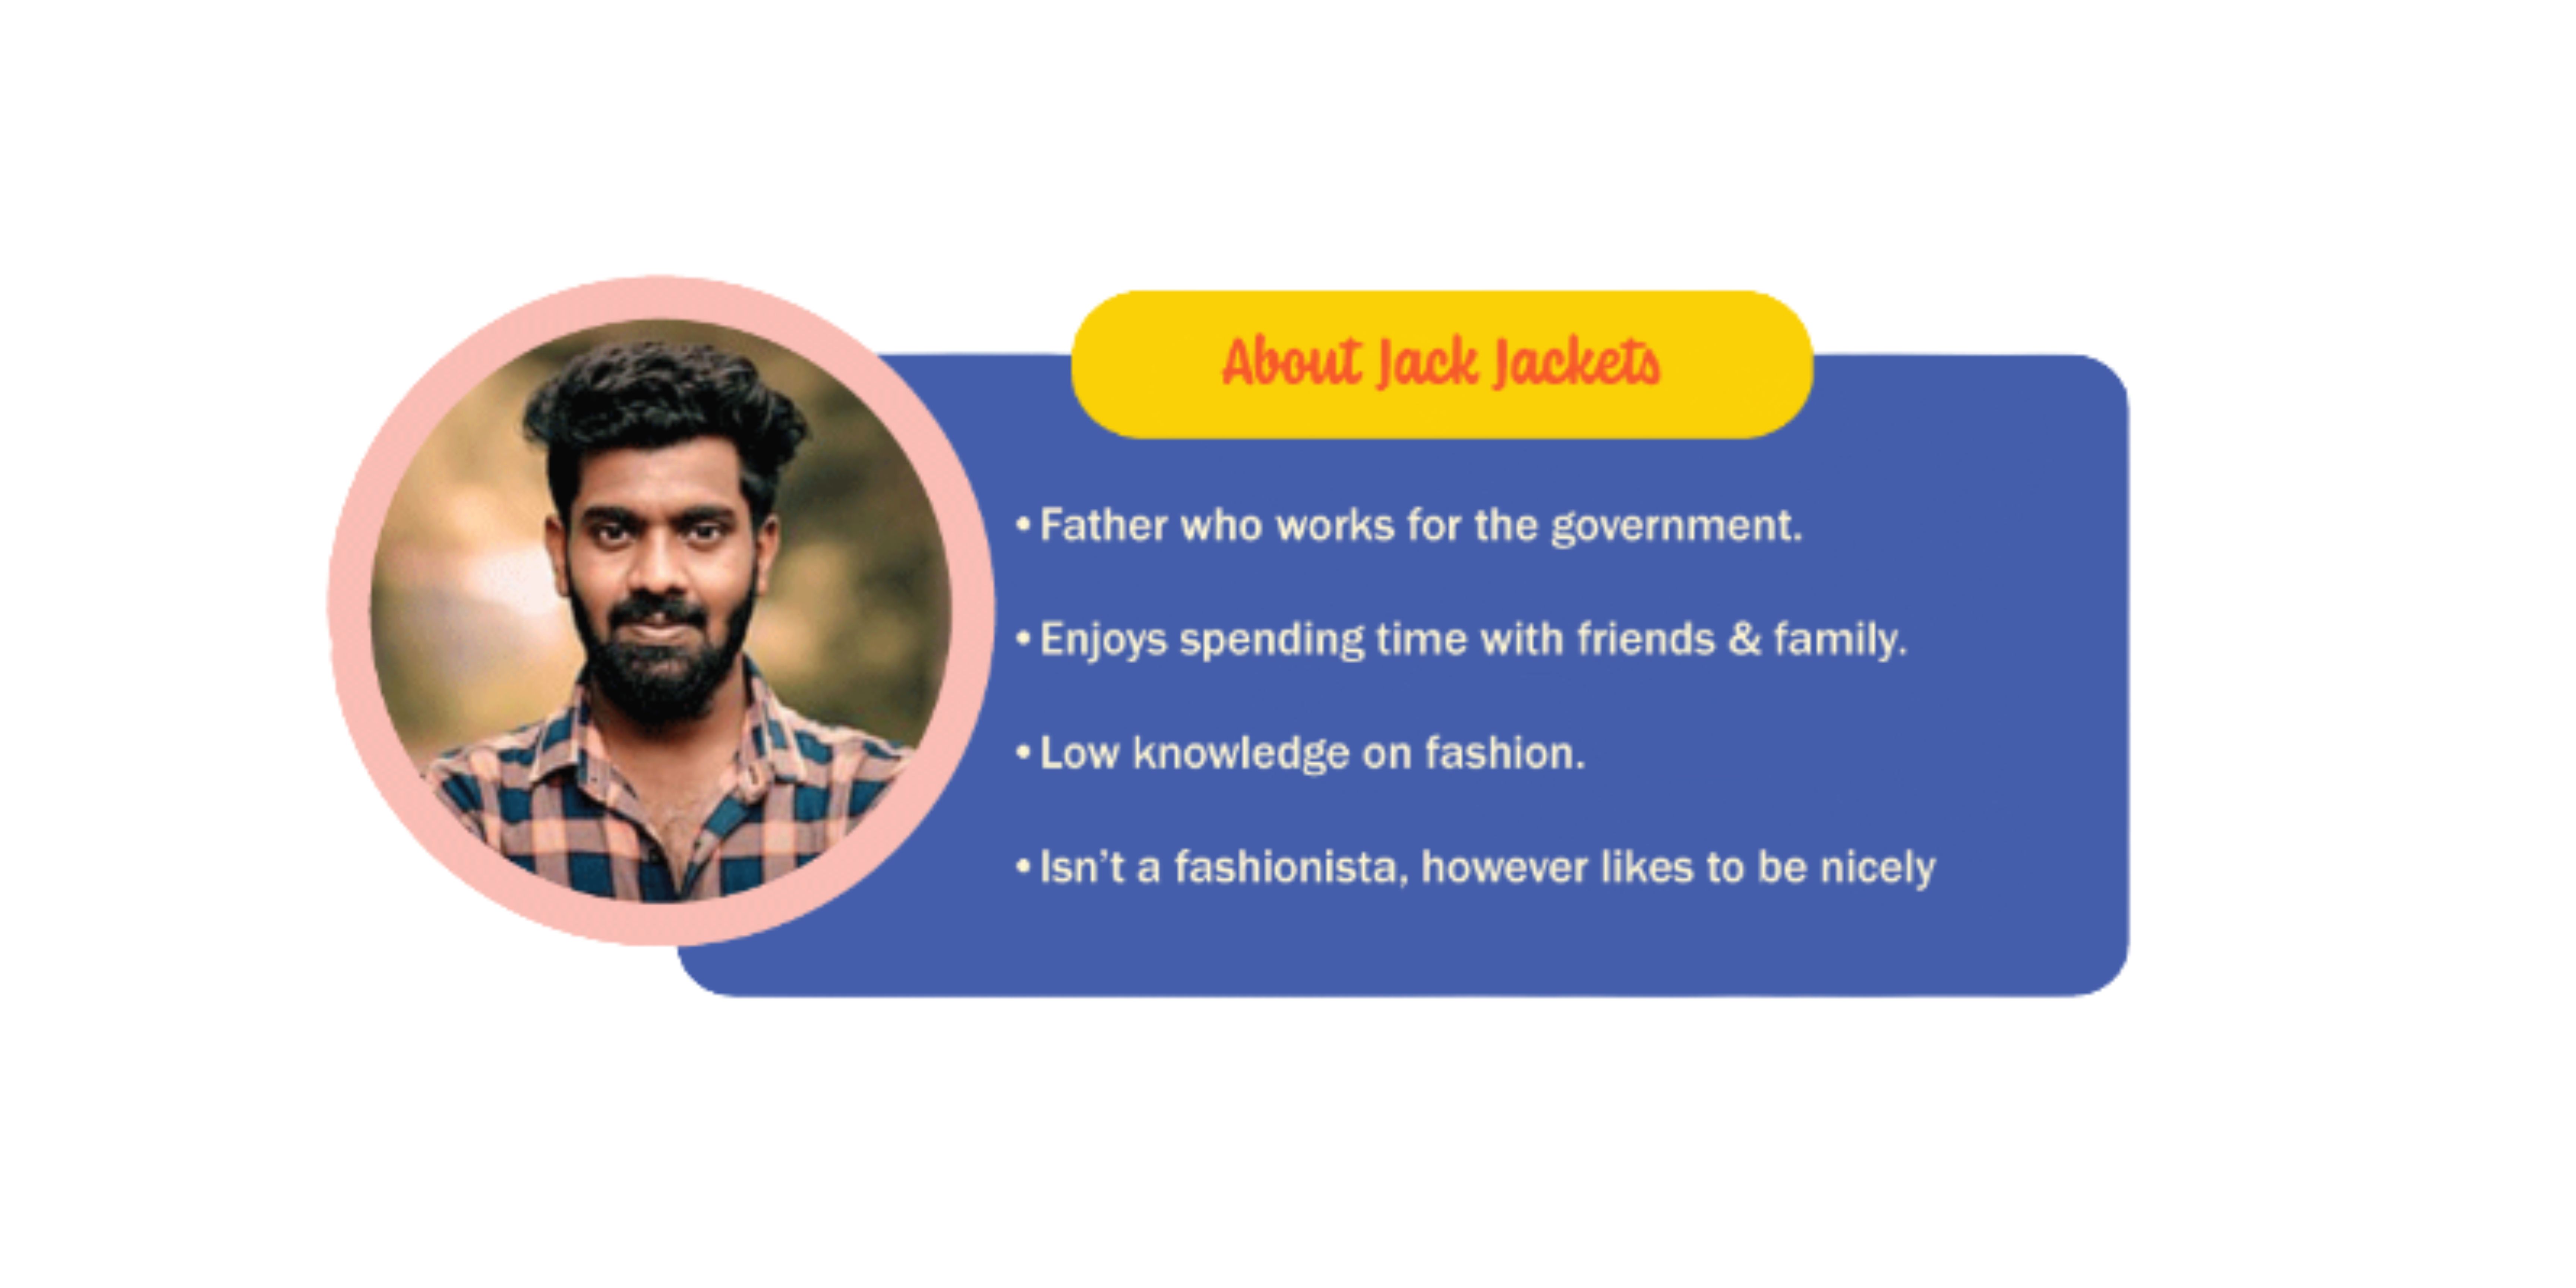 About Jack Jackets
• Father who works for the government.
• Enjoys spending time with friends & family.
• Low knowledge on fashion.
• Isn't a fashionista, however likes to be nicely